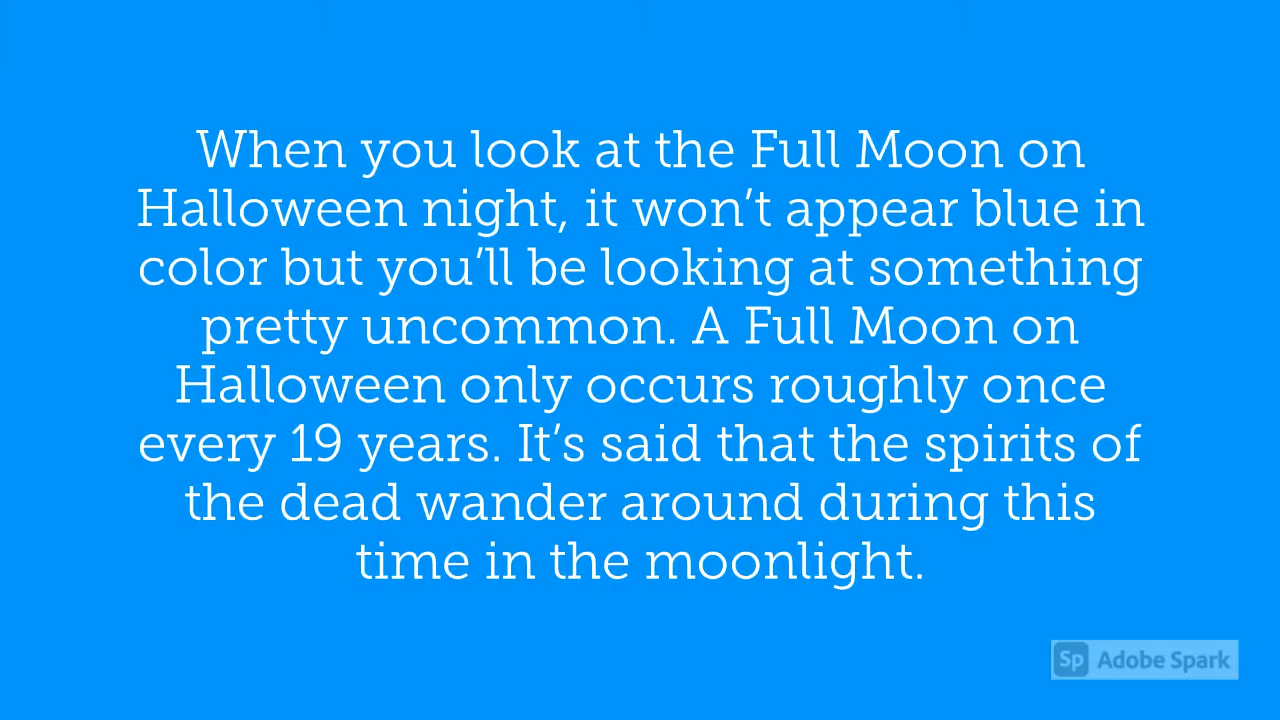 When you look at the Full Moon on
Halloween night, it won’t appear blue in
color but you’ll be looking at something
pretty uncommon. A Full Moon on
Halloween only occurs roughly once
every 19 years. It’s said that the spirits of
the dead wander around during this
time in the moonlight.
Sp Adobe Spark